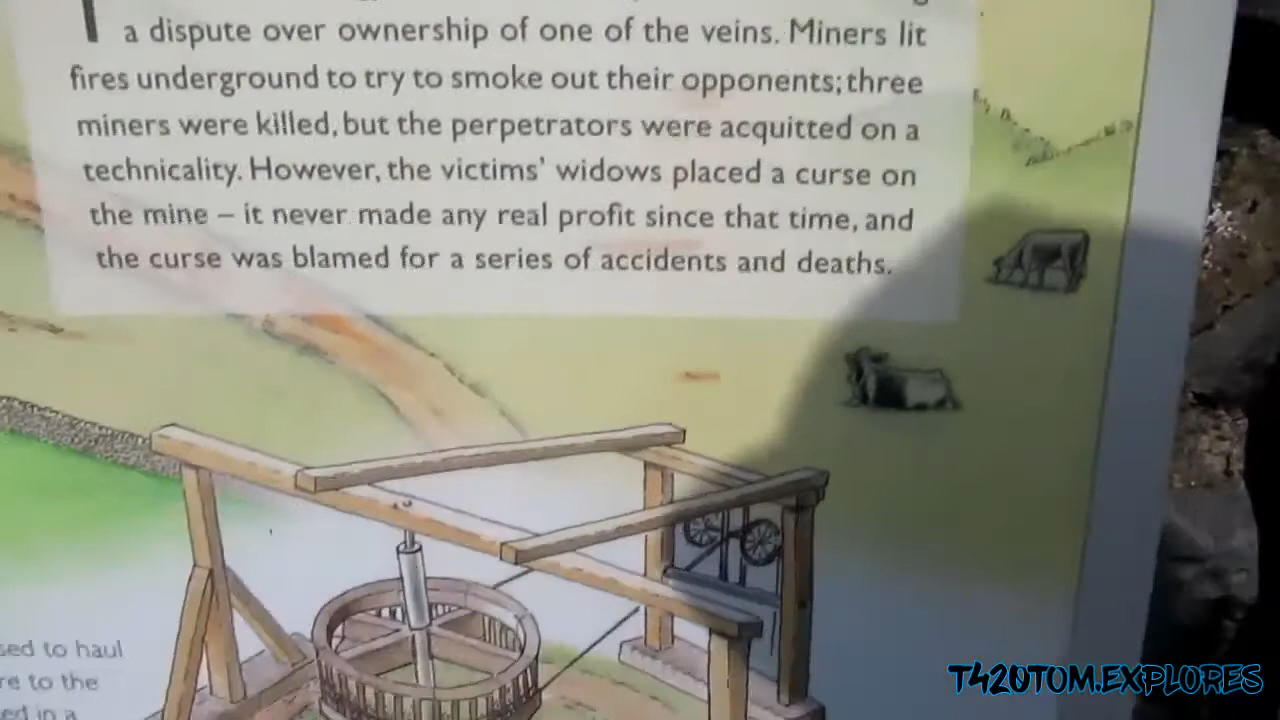 a dispute over ownership of one of the veins. Miners lit
fires underground to try to smoke out their opponents; three
miners were killed, but the perpetrators were acquitted on a
technicality. However, the victims' widows placed a curse on
the mine – it never made any real profit since that time, and
the curse was blamed for a series of accidents and deaths.
to haul
to the
in a
T420TOM.EXPLORES